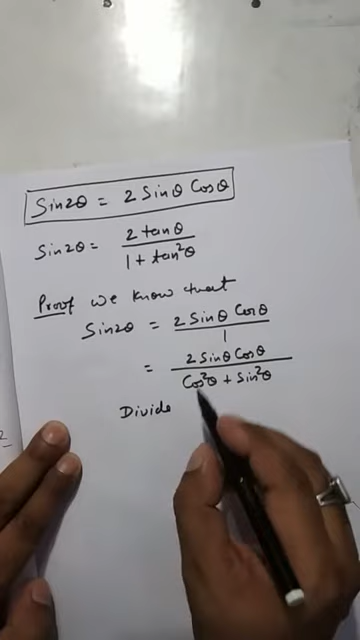 Sin2θ = 2 Sinθ Cosθ
Sin2θ = 2 tanθ / 1 + tan²θ
Proof we know that
Sin2θ = 2 Sinθ Cosθ / 1
= 2 Sinθ Cosθ / Cos²θ + Sin²θ
Divide